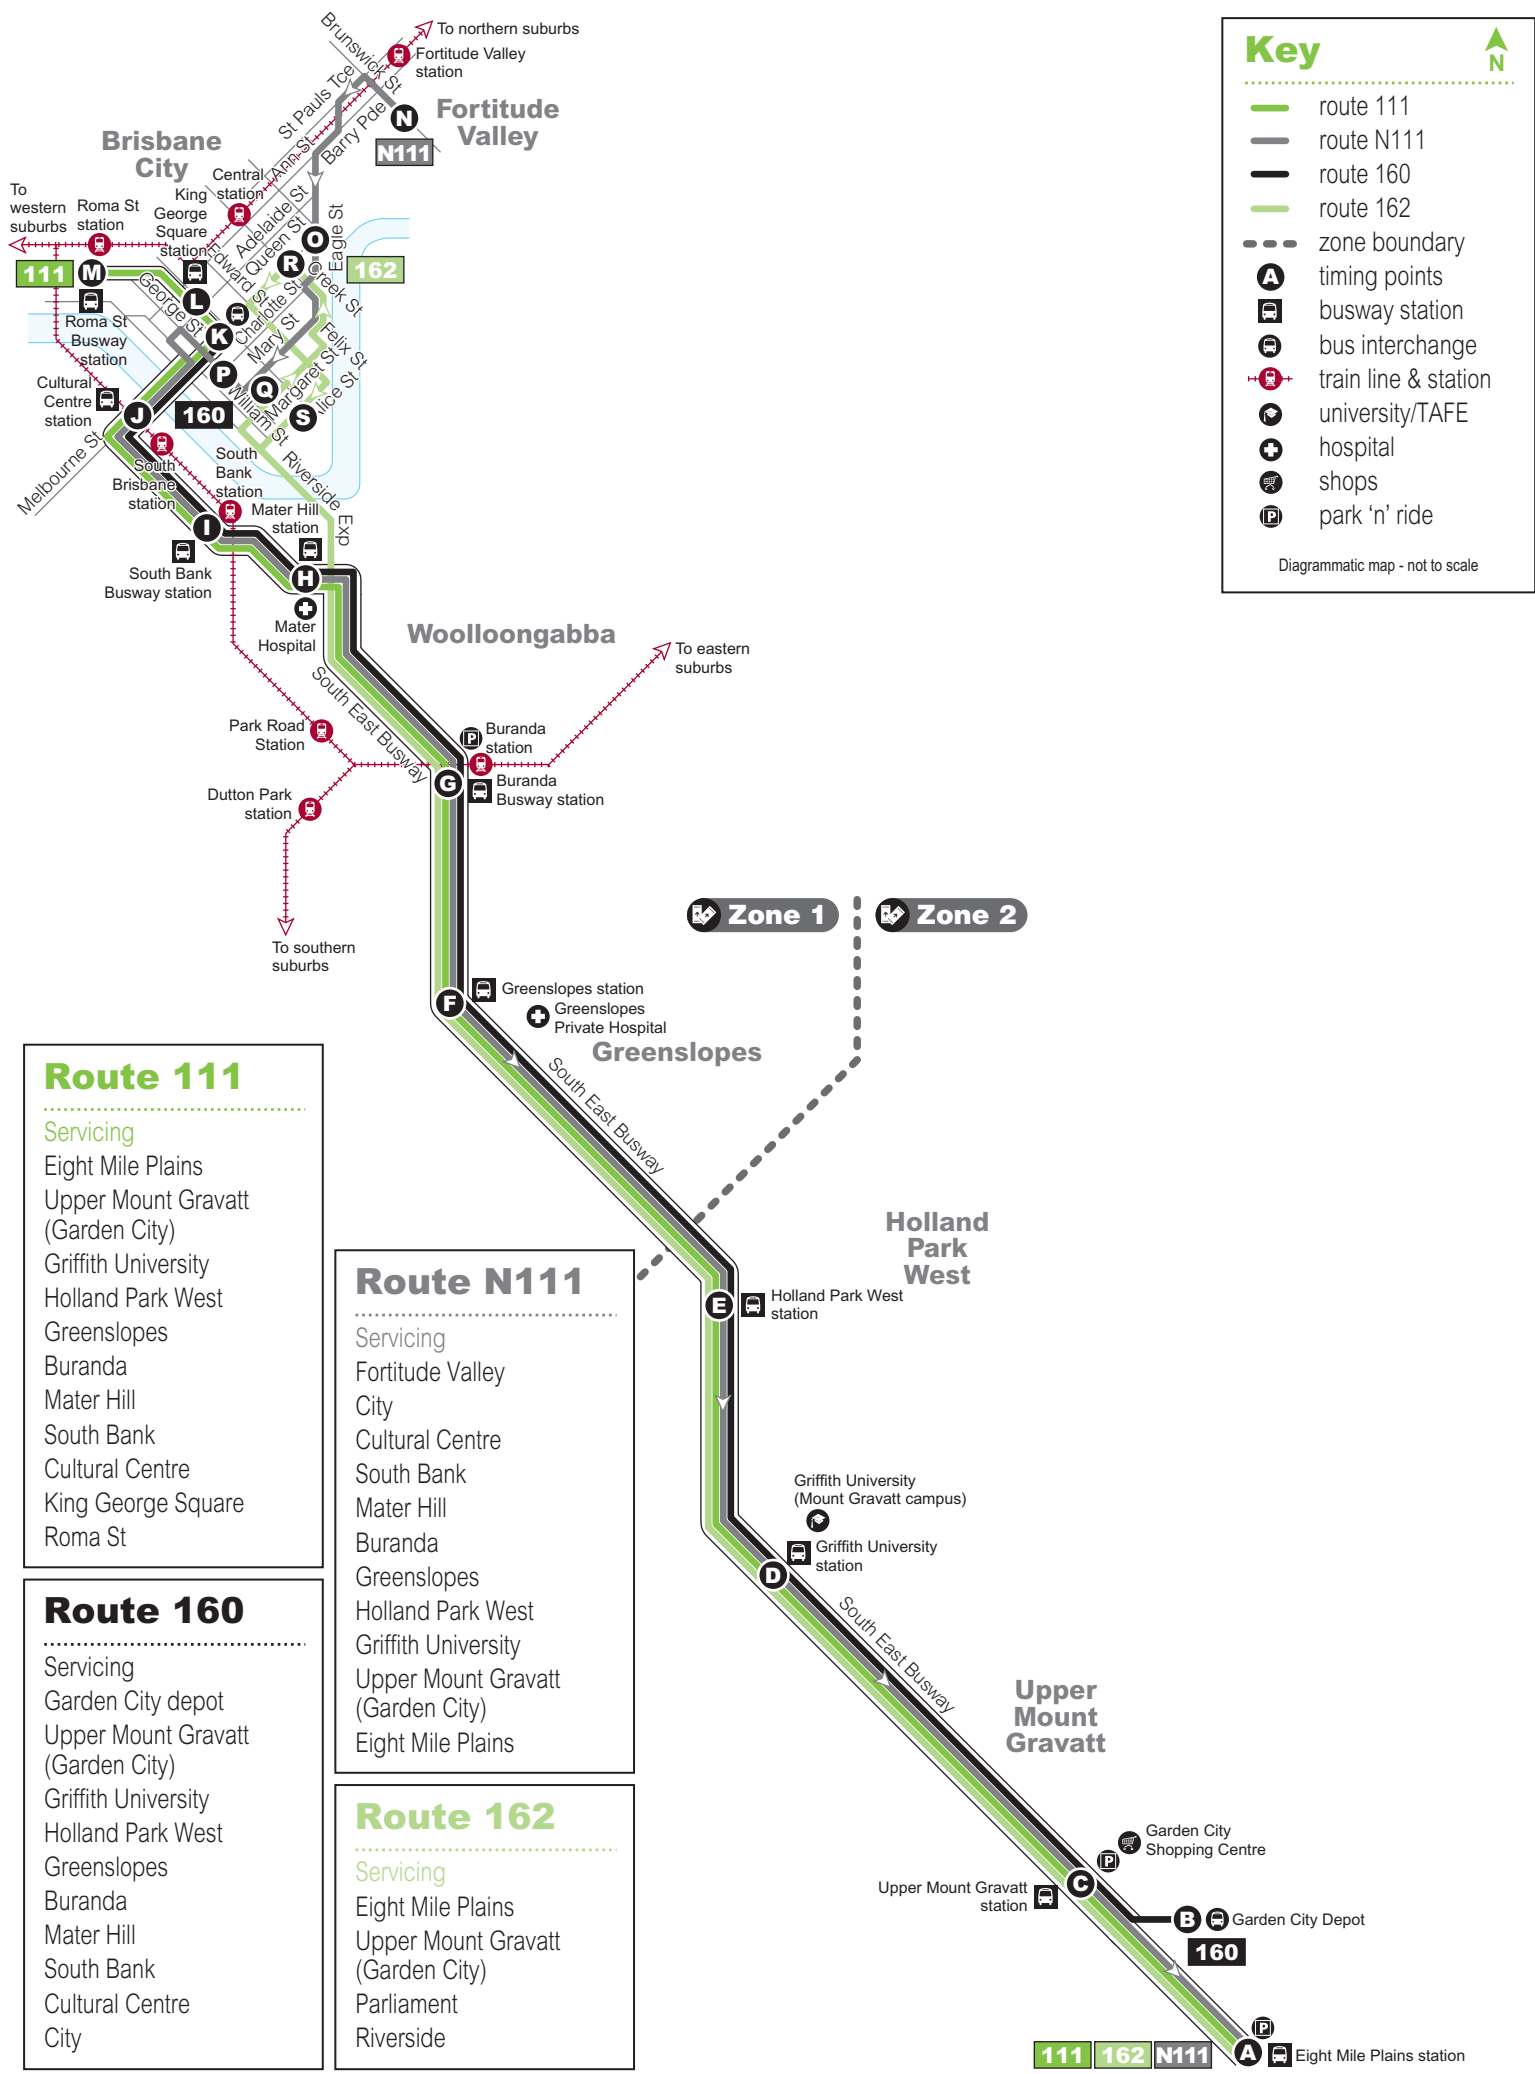 To northern suburbs
Fortitude Valley
station
Brunswick St
St Pauls Tce
Ann St
Barry Pde
N
N111
Fortitude
Valley
Brisbane
City
Central
station
King
George
Square
station
To
western
suburbs
Roma St
station
Adelaide St
Queen St
Edward St
Eagle St
O
R
162
111
M
L
George St
Creek St
Charlotte St
Mary St
Roma St
Busway
station
K
Felix St
Margaret St
P
Q
S
Cultural
Centre
station
J
160
William St
Melbourne St
South
Brisbane
station
South
Bank
station
Riverside
Exp
Mater Hill
station
I
South Bank
Busway station
H
Mater
Hospital
Woolloongabba
To eastern
suburbs
South East Busway
Park Road
Station
P
Buranda
station
G
Buranda
Busway station
Dutton Park
station
To southern
suburbs
Zone 1
Zone 2
F
Greenslopes station
Greenslopes
Private Hospital
Greenslopes
South East Busway
Holland
Park
West
E
Holland Park West
station
Griffith University
(Mount Gravatt campus)
Griffith University
station
D
South East Busway
Upper
Mount
Gravatt
Garden City
Shopping Centre
P
C
Upper Mount Gravatt
station
B
Garden City Depot
160
P
111
162
N111
A
Eight Mile Plains station
Key
N
route 111
route N111
route 160
route 162
zone boundary
A
timing points
busway station
bus interchange
train line & station
university/TAFE
hospital
shops
P
park ‘n’ ride
Diagrammatic map - not to scale
Route 111
Servicing
Eight Mile Plains
Upper Mount Gravatt
(Garden City)
Griffith University
Holland Park West
Greenslopes
Buranda
Mater Hill
South Bank
Cultural Centre
King George Square
Roma St
Route 160
Servicing
Garden City depot
Upper Mount Gravatt
(Garden City)
Griffith University
Holland Park West
Greenslopes
Buranda
Mater Hill
South Bank
Cultural Centre
City
Route N111
Servicing
Fortitude Valley
City
Cultural Centre
South Bank
Mater Hill
Buranda
Greenslopes
Holland Park West
Griffith University
Upper Mount Gravatt
(Garden City)
Eight Mile Plains
Route 162
Servicing
Eight Mile Plains
Upper Mount Gravatt
(Garden City)
Parliament
Riverside